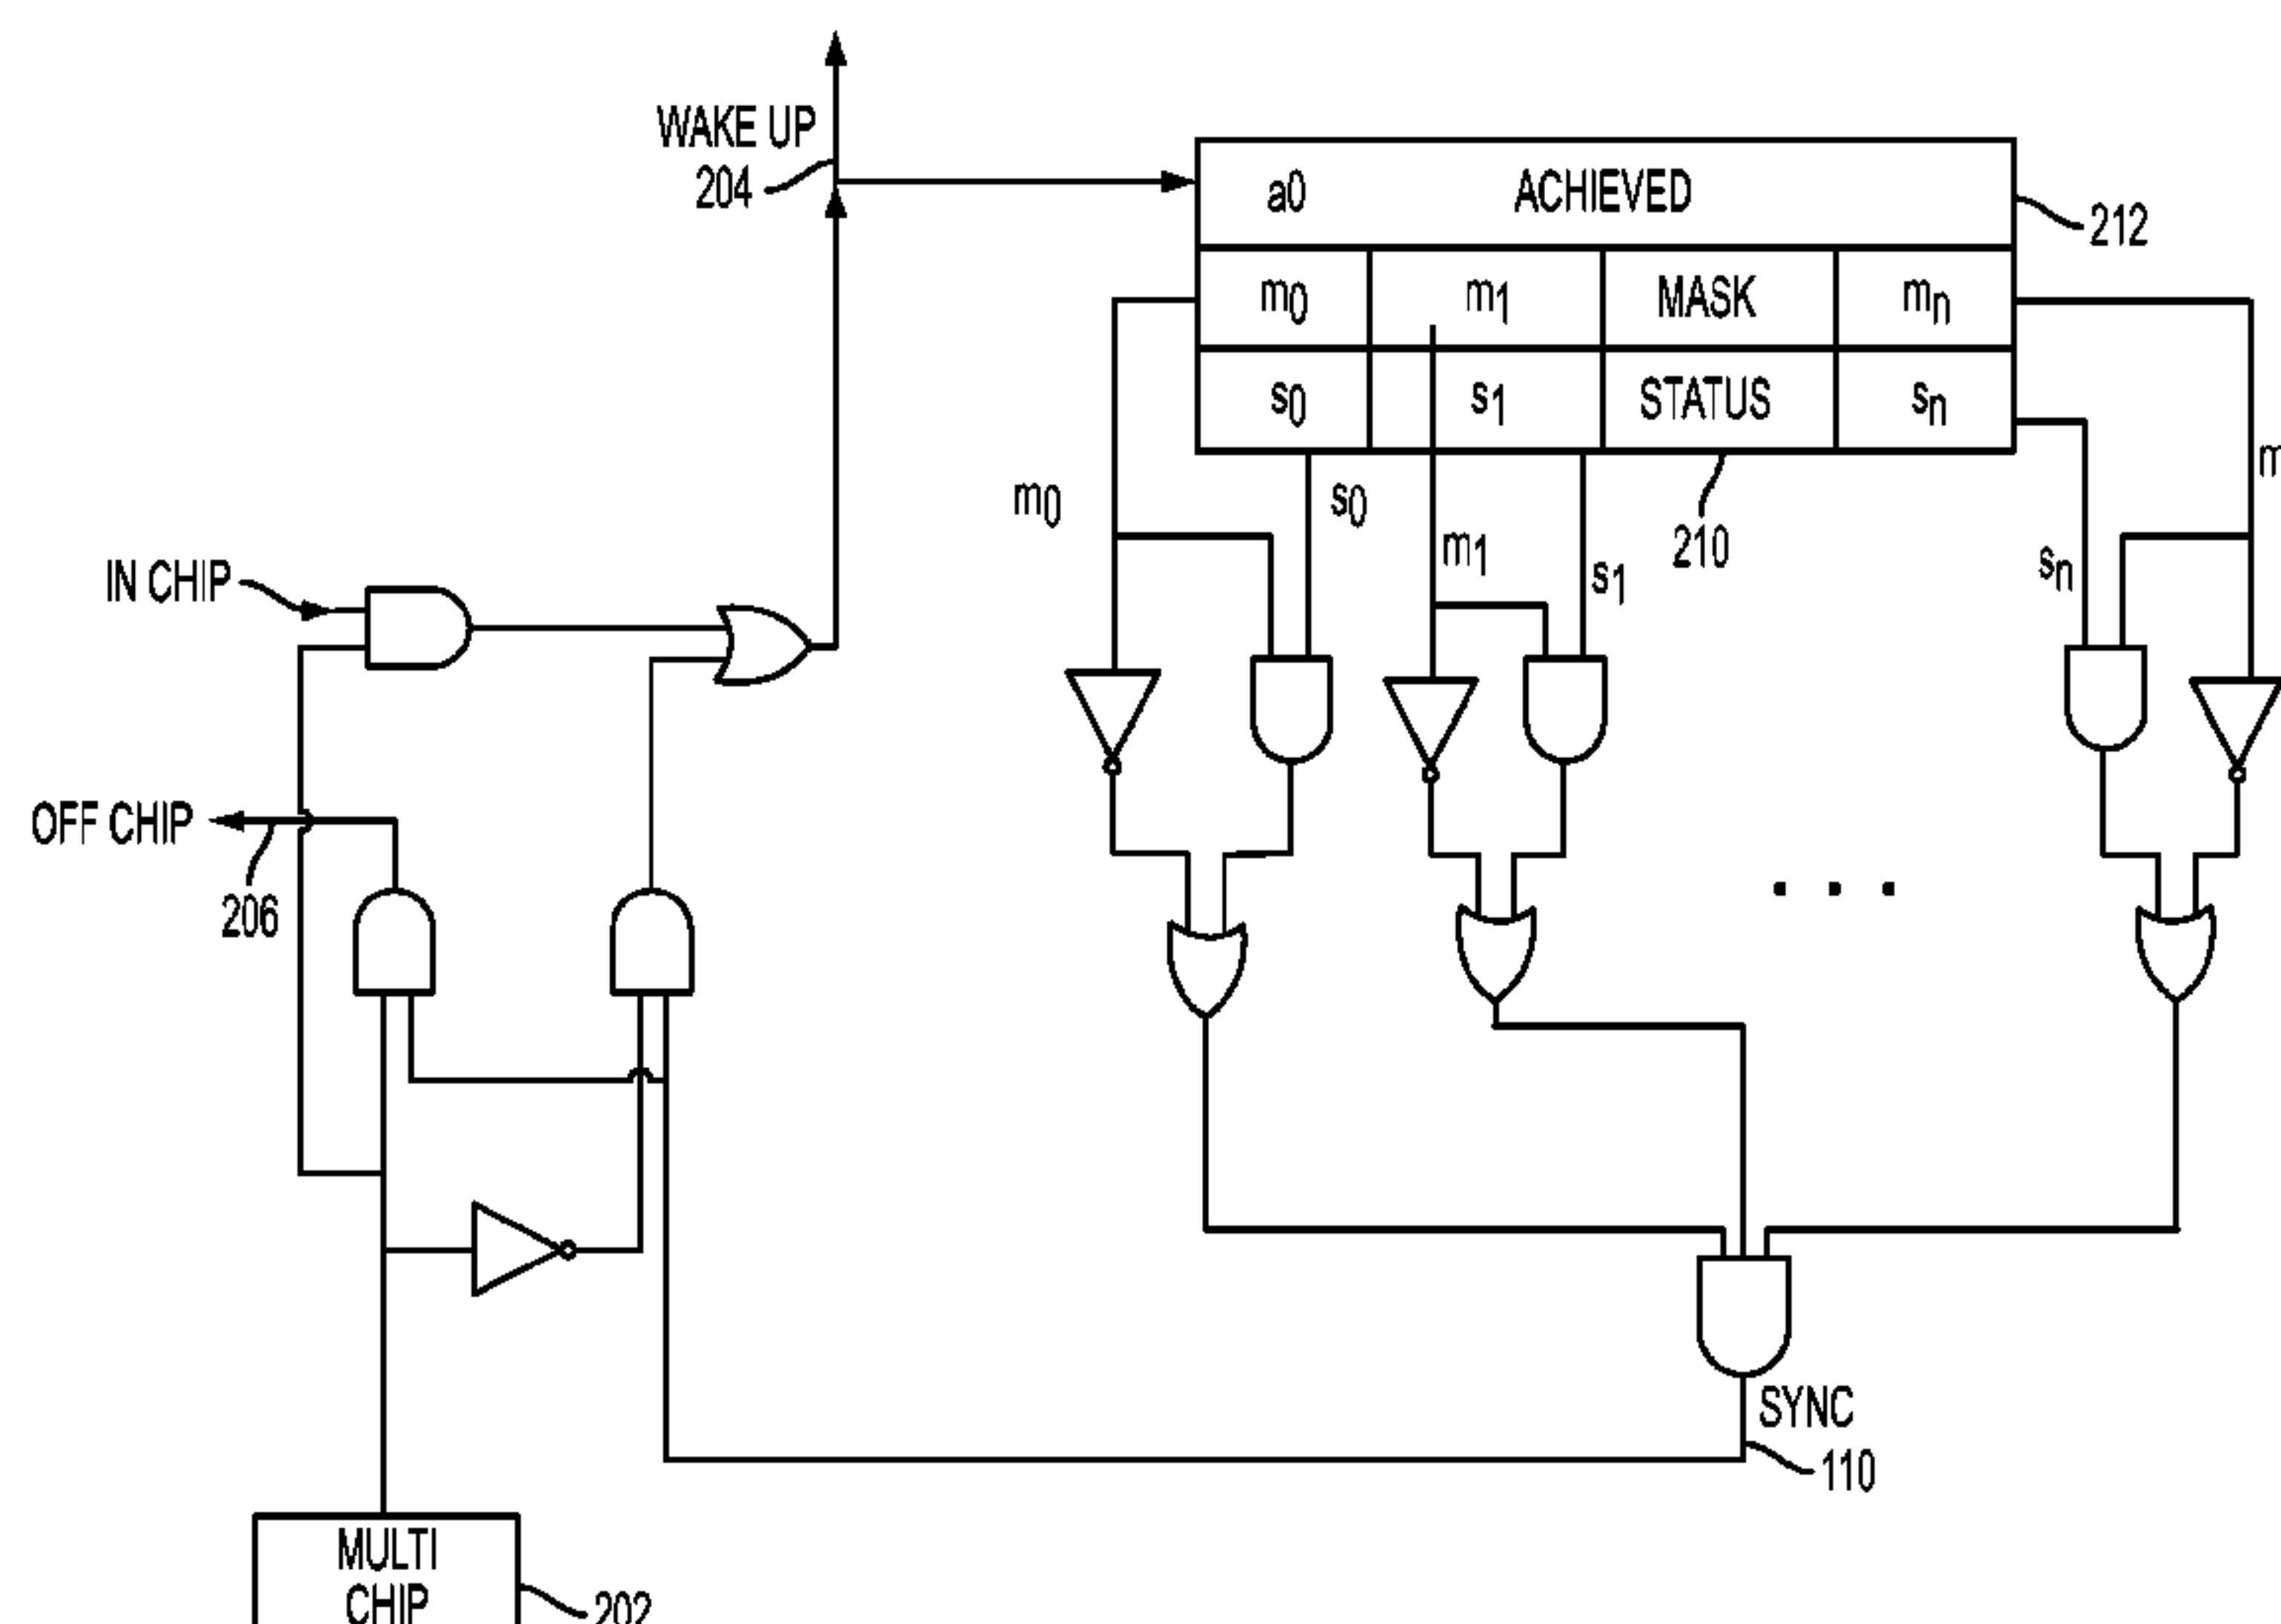 WAKE UP
204
a0 ACHIEVED
212
m0 m1 MASK mn
s0 s1 STATUS sn
m0
s0
m1
s1
210
sn
m
IN CHIP
OFF CHIP
206
SYNC
110
MULTI
CHIP
202